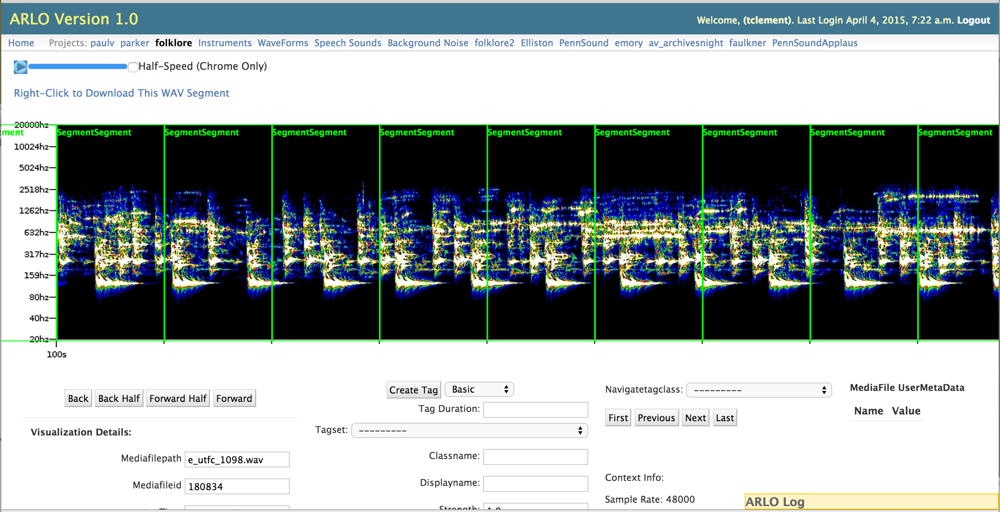 ARLO Version 1.0
Welcome, (tclement). Last Login April 4, 2015, 7:22 a.m. Logout
Home Projects: paulv parker folklore Instruments WaveForms Speech Sounds Background Noise folklore2 Elliston PennSound emory av_archivesnight faulkner PennSoundApplaus
Half-Speed (Chrome Only)
Right-Click to Download This WAV Segment
20000hz
ment SegmentSegment SegmentSegment SegmentSegment SegmentSegment SegmentSegment SegmentSegment SegmentSegment SegmentSegment SegmentSegment
10024hz
5024hz
2518hz
1262hz
632hz
317hz
159hz
80hz
40hz
20hz
100s
Back Back Half Forward Half Forward
Create Tag Basic
Tag Duration:
Tagset: ---------
Classname:
Displayname:
Strength: 1.0
Navigatetagclass: ---------
First Previous Next Last
MediaFile UserMetaData
Name Value
Visualization Details:
Mediafilepath e_utfc_1098.wav
Mediafileid 180834
Context Info:
Sample Rate: 48000
ARLO Log